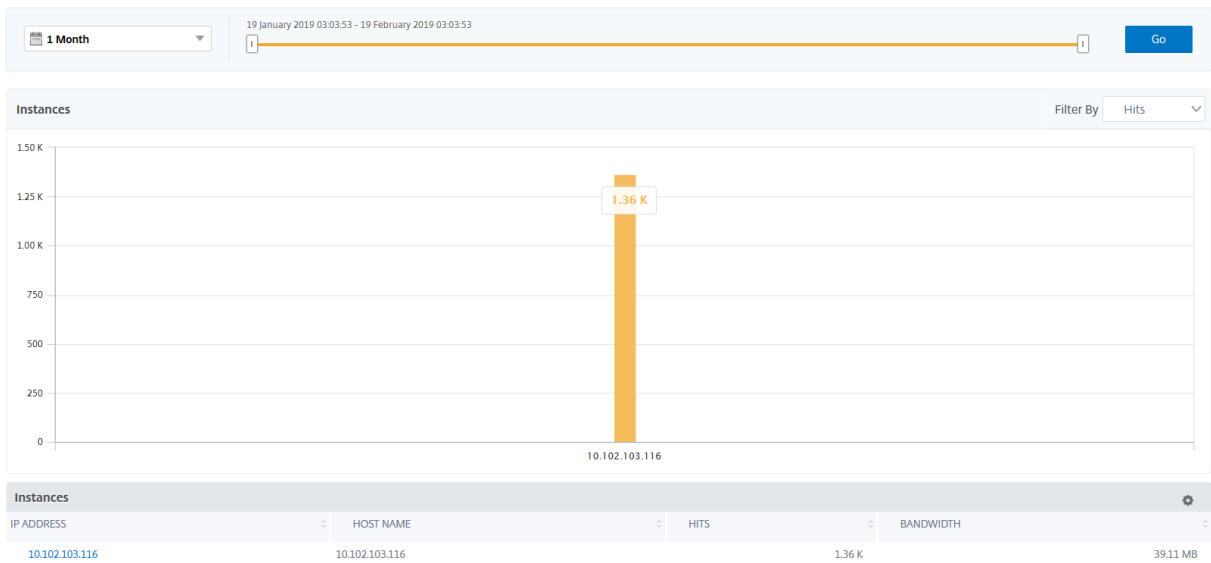 19 January 2019 03:03:53 - 19 February 2019 03:03:53
1 Month
Go
Instances
Filter By Hits
1.50 K
1.36 K
1.25 K
1.00 K
750
500
250
0
10.102.103.116
Instances
IP ADDRESS HOST NAME HITS BANDWIDTH
10.102.103.116 10.102.103.116 1.36 K 39.11 MB